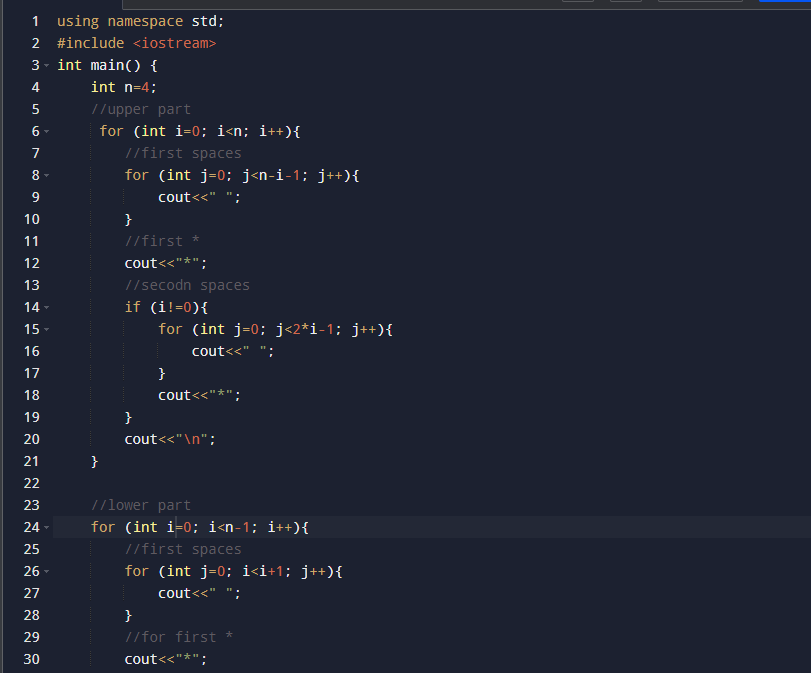 1 using namespace std;
2 #include <iostream>
3 int main() {
4     int n=4;
5     //upper part
6      for (int i=0; i<n; i++){
7         //first spaces
8         for (int j=0; j<n-i-1; j++){
9             cout<<" ";
10         }
11         //first *
12         cout<<"*";
13         //secodn spaces
14         if (i!=0){
15             for (int j=0; j<2*i-1; j++){
16                 cout<<" ";
17             }
18             cout<<"*";
19         }
20         cout<<"\n";
21     }
22
23     //lower part
24     for (int i=0; i<n-1; i++){
25         //first spaces
26         for (int j=0; i<i+1; j++){
27             cout<<" ";
28         }
29         //for first *
30         cout<<"*";